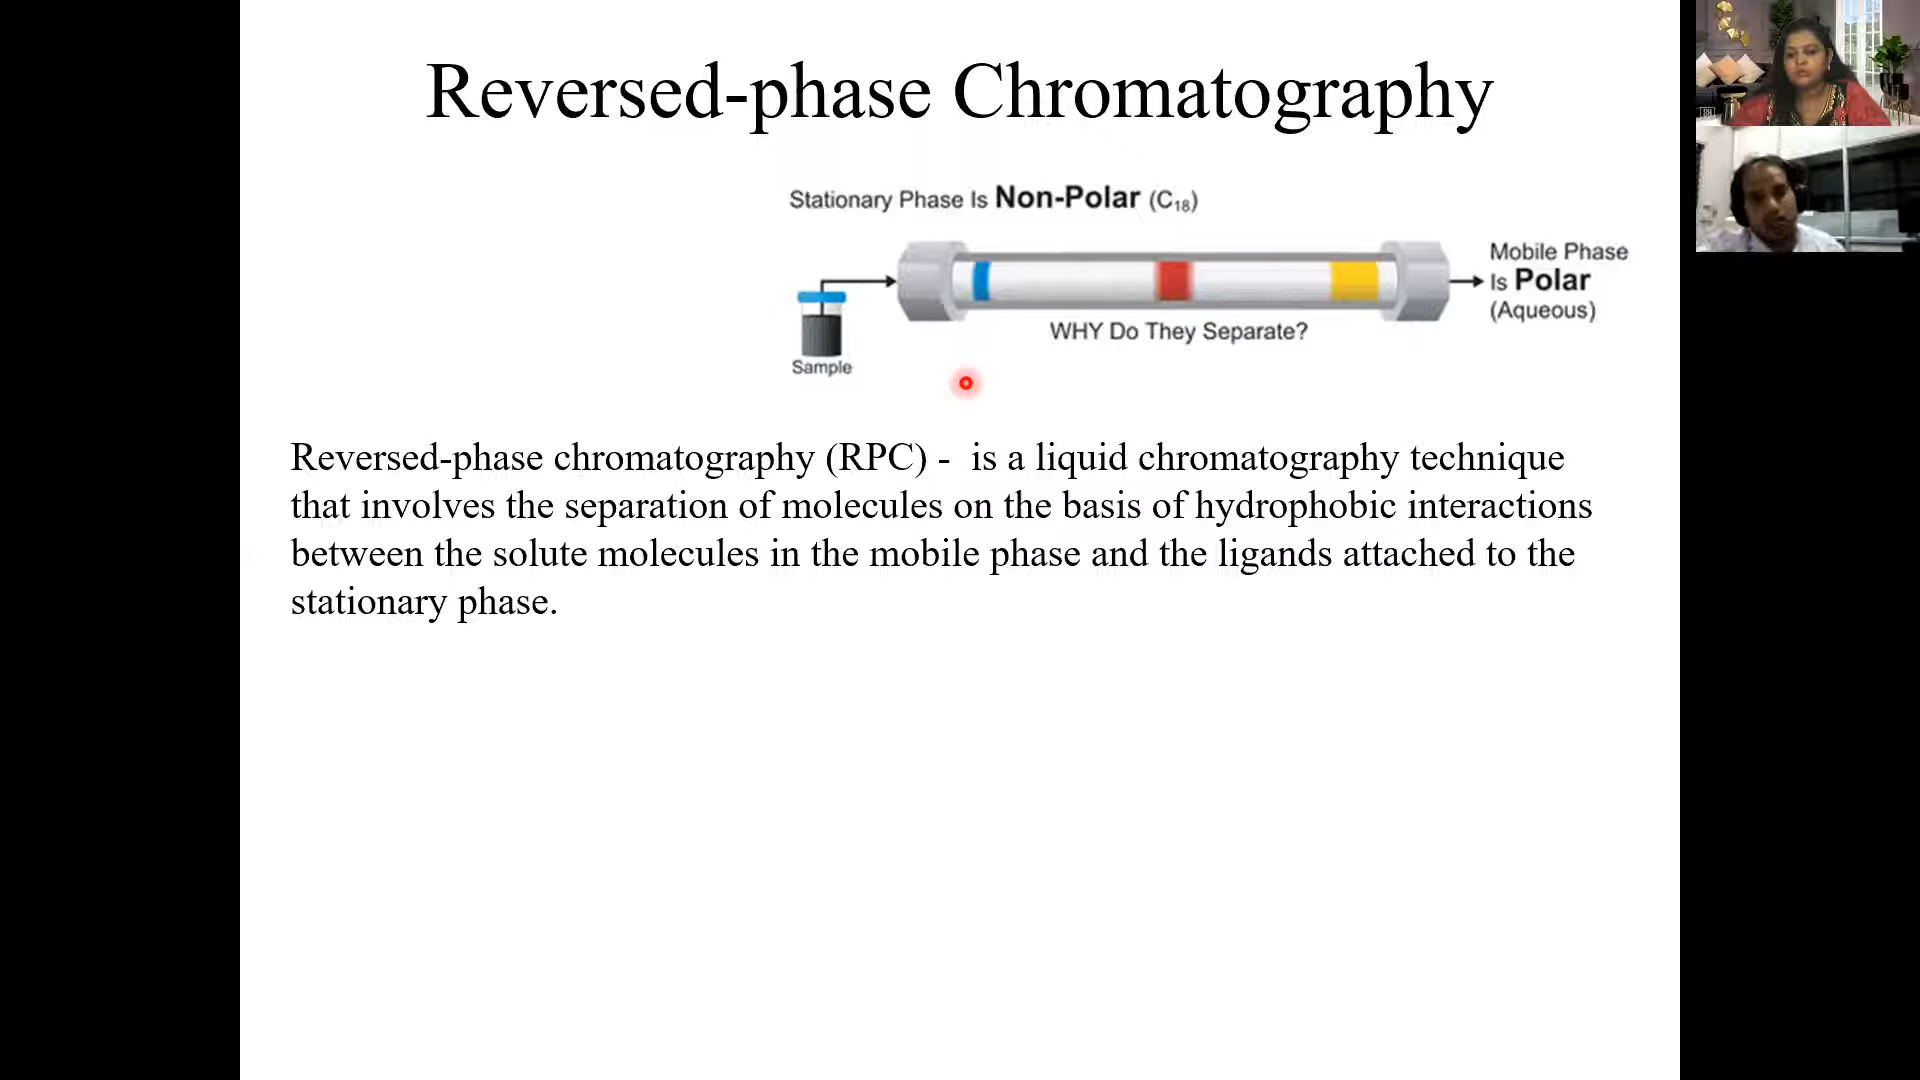 Reversed-phase Chromatography
Stationary Phase Is Non-Polar (C₁₈)
Mobile Phase
Is Polar
(Aqueous)
WHY Do They Separate?
Sample
Reversed-phase chromatography (RPC) -  is a liquid chromatography technique
that involves the separation of molecules on the basis of hydrophobic interactions
between the solute molecules in the mobile phase and the ligands attached to the
stationary phase.